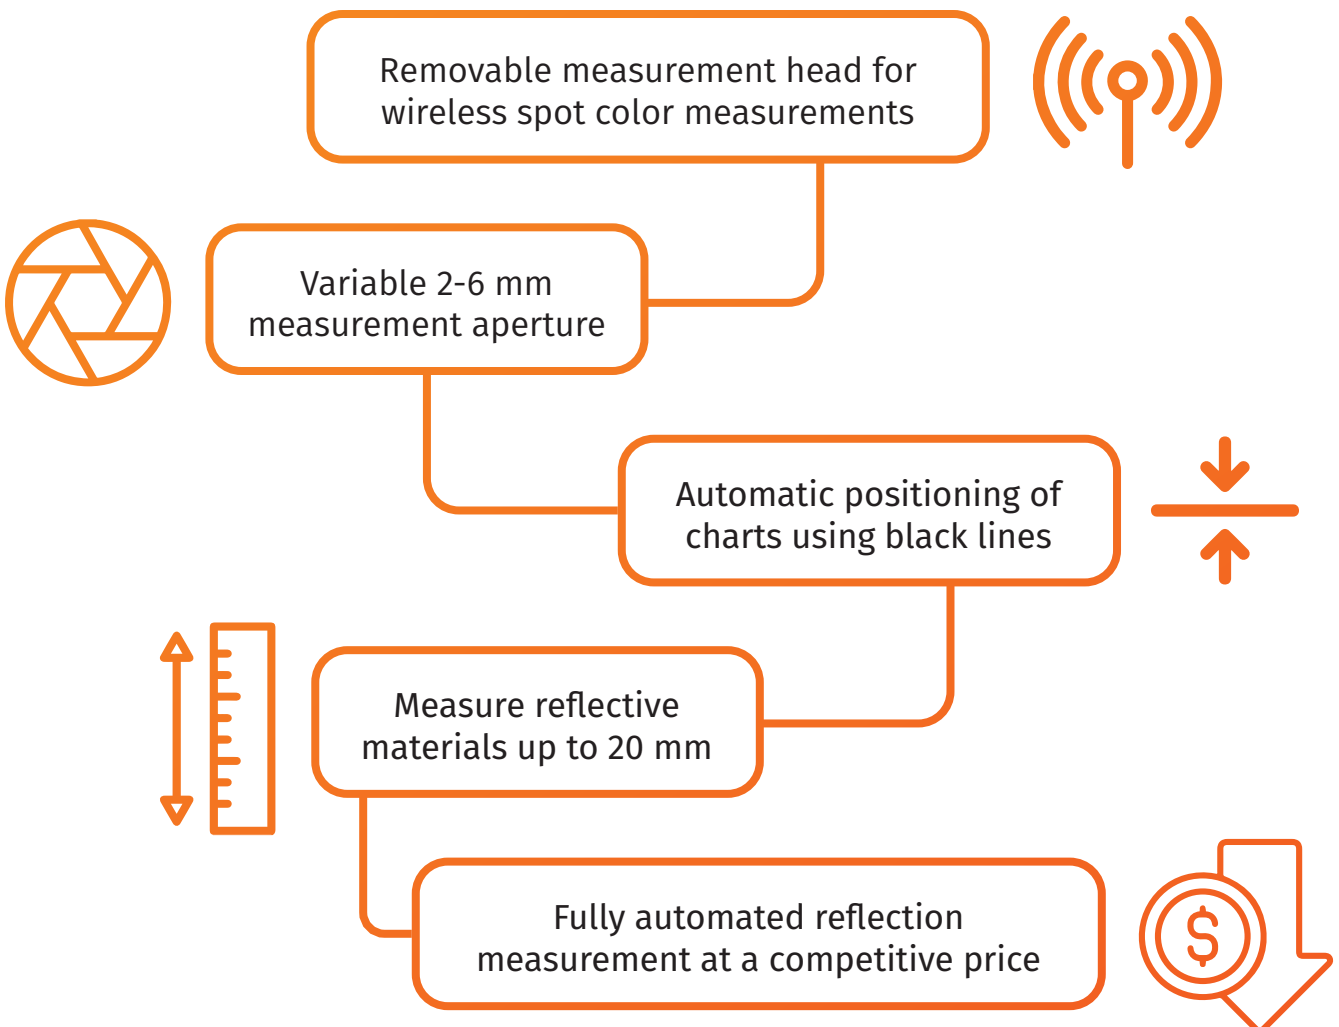 Removable measurement head for
wireless spot color measurements
Variable 2-6 mm
measurement aperture
Automatic positioning of
charts using black lines
Measure reflective
materials up to 20 mm
Fully automated reflection
measurement at a competitive price
$